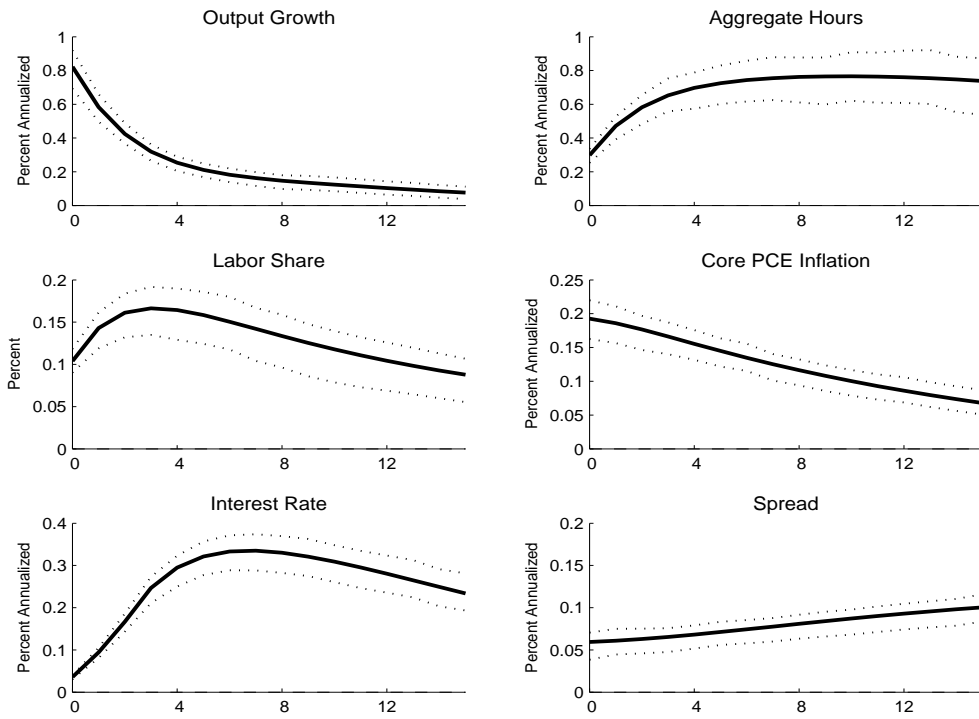 Output Growth
Percent Annualized
1
0.8
0.6
0.4
0.2
0
0 4 8 12
Aggregate Hours
Percent Annualized
1
0.8
0.6
0.4
0.2
0
0 4 8 12
Labor Share
Percent
0.2
0.15
0.1
0.05
0
0 4 8 12
Core PCE Inflation
Percent Annualized
0.25
0.2
0.15
0.1
0.05
0
0 4 8 12
Interest Rate
Percent Annualized
0.4
0.3
0.2
0.1
0
0 4 8 12
Spread
Percent Annualized
0.2
0.15
0.1
0.05
0
0 4 8 12